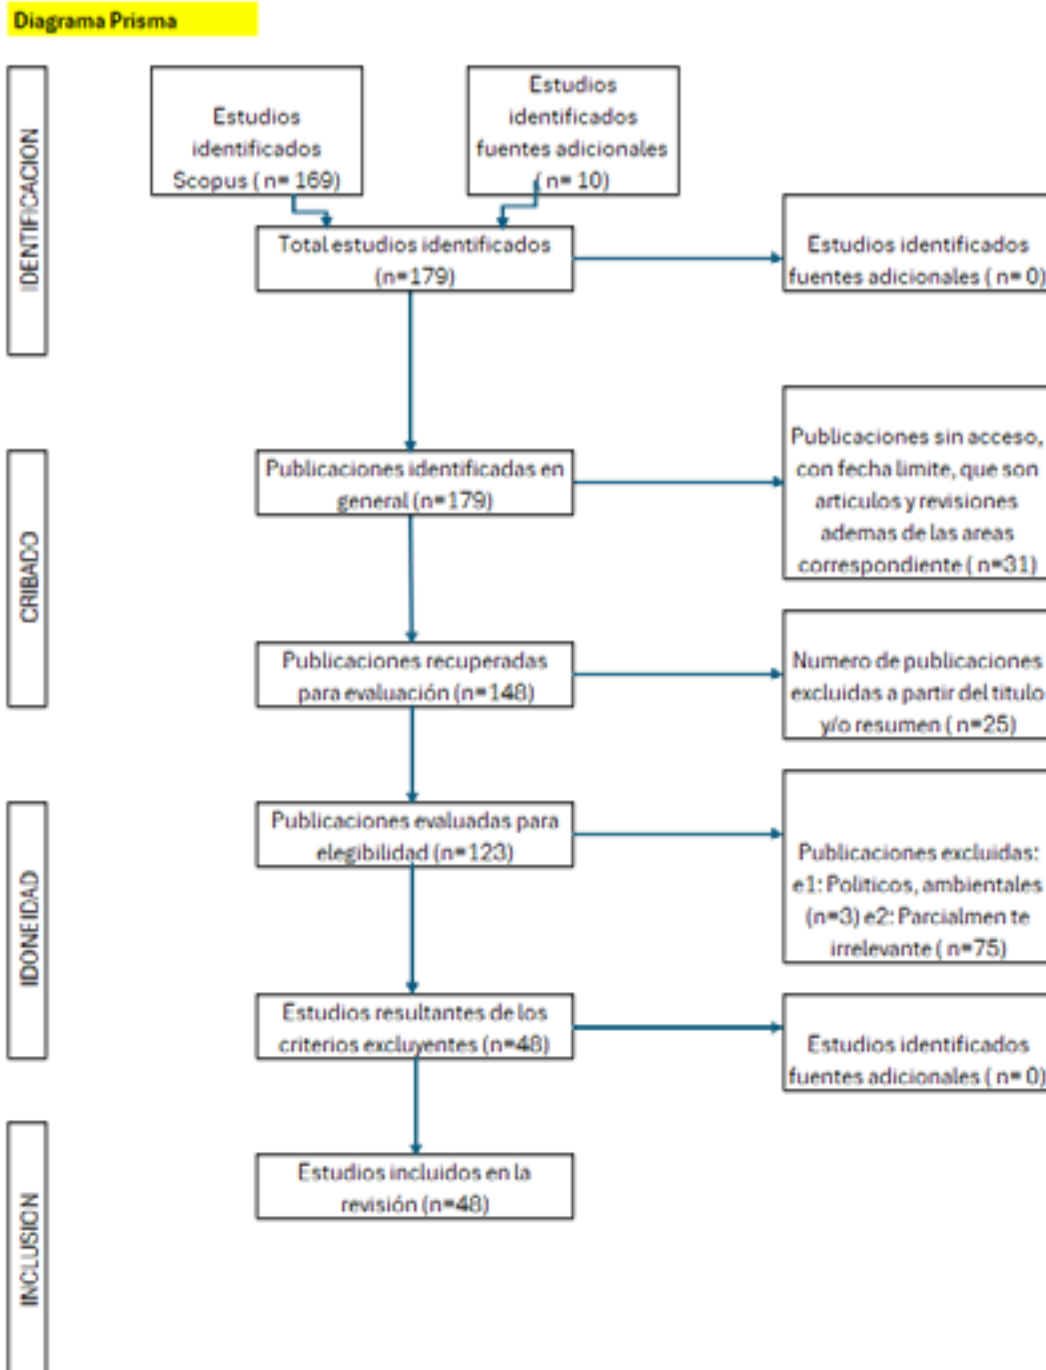 Diagrama Prisma
IDENTIFICACION
Estudios
identificados
Scopus ( n= 169)
Estudios
identificados
fuentes adicionales
( n= 10)
Total estudios identificados
(n=179)
Estudios identificados
fuentes adicionales ( n= 0)
CRIBADO
Publicaciones identificadas en
general (n=179)
Publicaciones sin acceso,
con fecha limite, que son
articulos y revisiones
ademas de las areas
correspondiente ( n=31)
Publicaciones recuperadas
para evaluación (n=148)
Numero de publicaciones
excluidas a partir del titulo
y/o resumen ( n=25)
IDONEIDAD
Publicaciones evaluadas para
elegibilidad (n=123)
Publicaciones excluidas:
e1: Politicos, ambientales
(n=3) e2: Parcialmen te
irrelevante ( n=75)
Estudios resultantes de los
criterios excluyentes (n=48)
Estudios identificados
fuentes adicionales ( n= 0)
INCLUSION
Estudios incluidos en la
revisión (n=48)